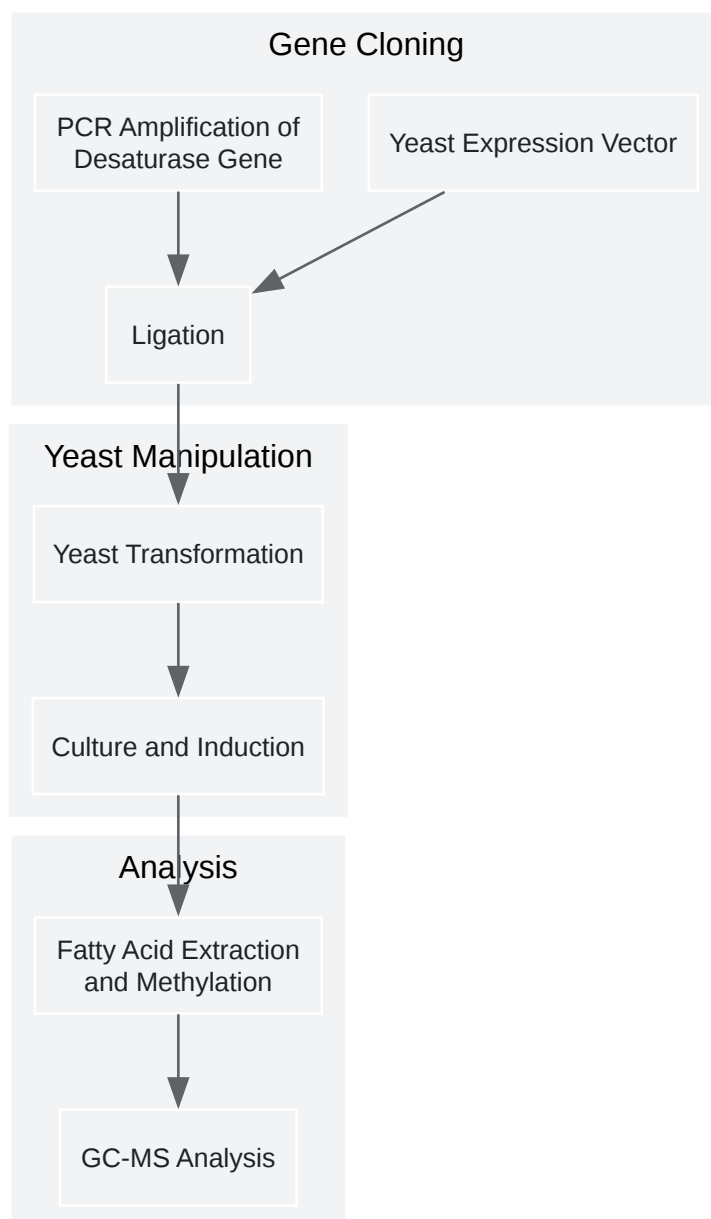 Gene Cloning
PCR Amplification of
Desaturase Gene
Yeast Expression Vector
Ligation
Yeast Manipulation
Yeast Transformation
Culture and Induction
Analysis
Fatty Acid Extraction
and Methylation
GC-MS Analysis